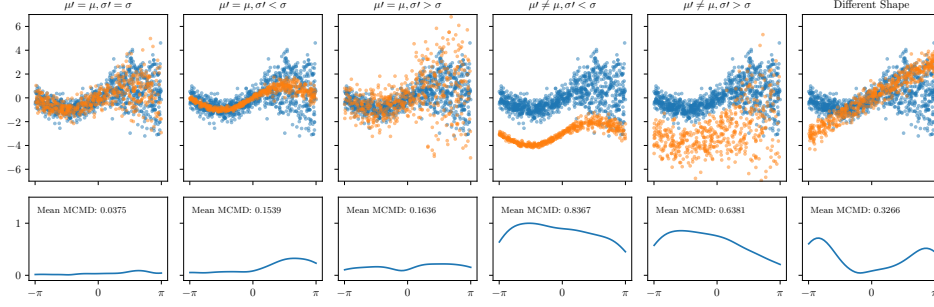 μ′ = μ, σ′ = σ
μ′ = μ, σ′ < σ
μ′ = μ, σ′ > σ
μ′ ≠ μ, σ′ < σ
μ′ ≠ μ, σ′ > σ
Different Shape
6
4
2
0
−2
−4
−6
Mean MCMD: 0.0375
Mean MCMD: 0.1539
Mean MCMD: 0.1636
Mean MCMD: 0.8367
Mean MCMD: 0.6381
Mean MCMD: 0.3266
1
0
−π 0 π
−π 0 π
−π 0 π
−π 0 π
−π 0 π
−π 0 π